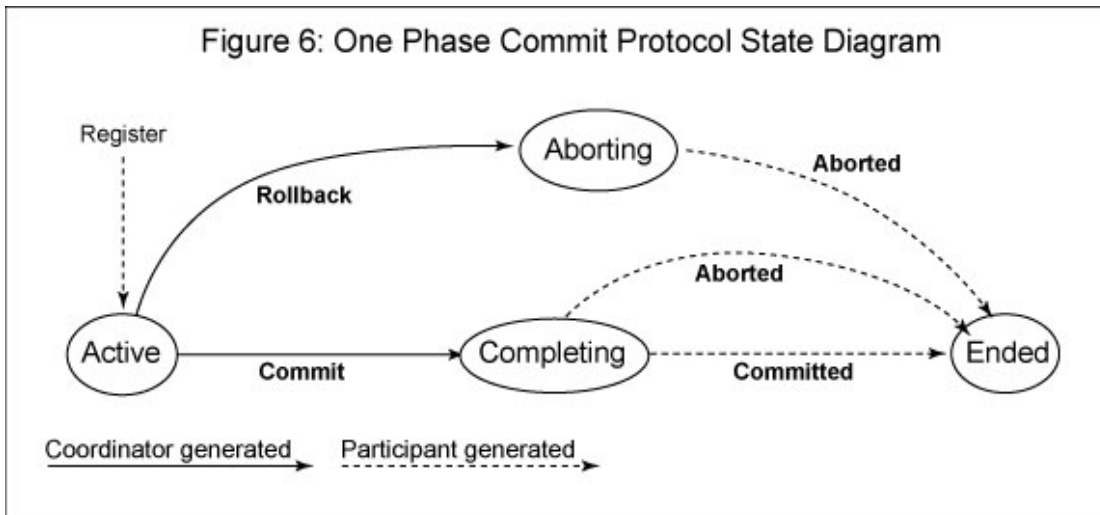 Figure 6: One Phase Commit Protocol State Diagram
Register
Aborting
Aborted
Rollback
Aborted
Active
Completing
Ended
Commit
Committed
Coordinator generated
Participant generated